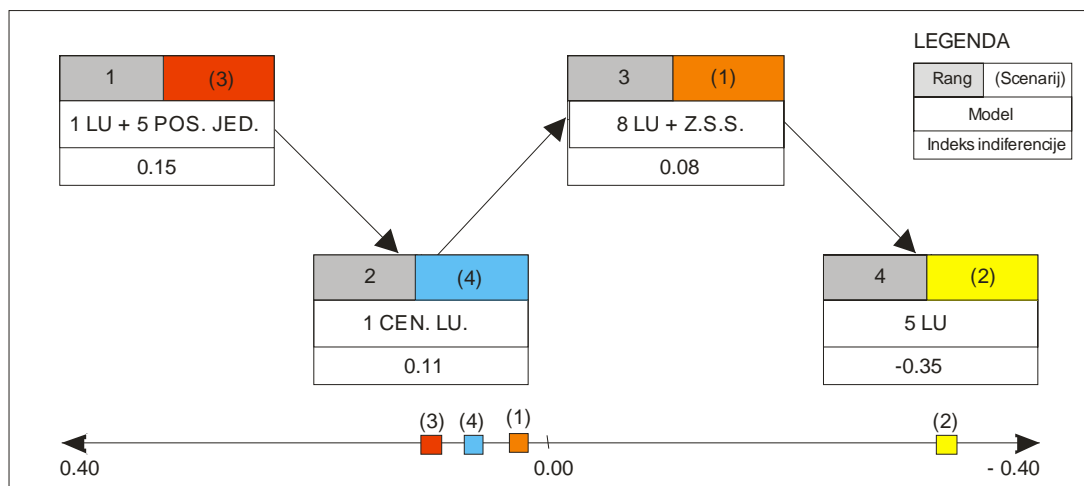 LEGENDA
Rang (Scenarij)
Model
Indeks indiferencije
1 (3)
1 LU + 5 POS. JED.
0.15
3 (1)
8 LU + Z.S.S.
0.08
2 (4)
1 CEN. LU.
0.11
4 (2)
5 LU
-0.35
(3) (4) (1) (2)
0.40 0.00 - 0.40